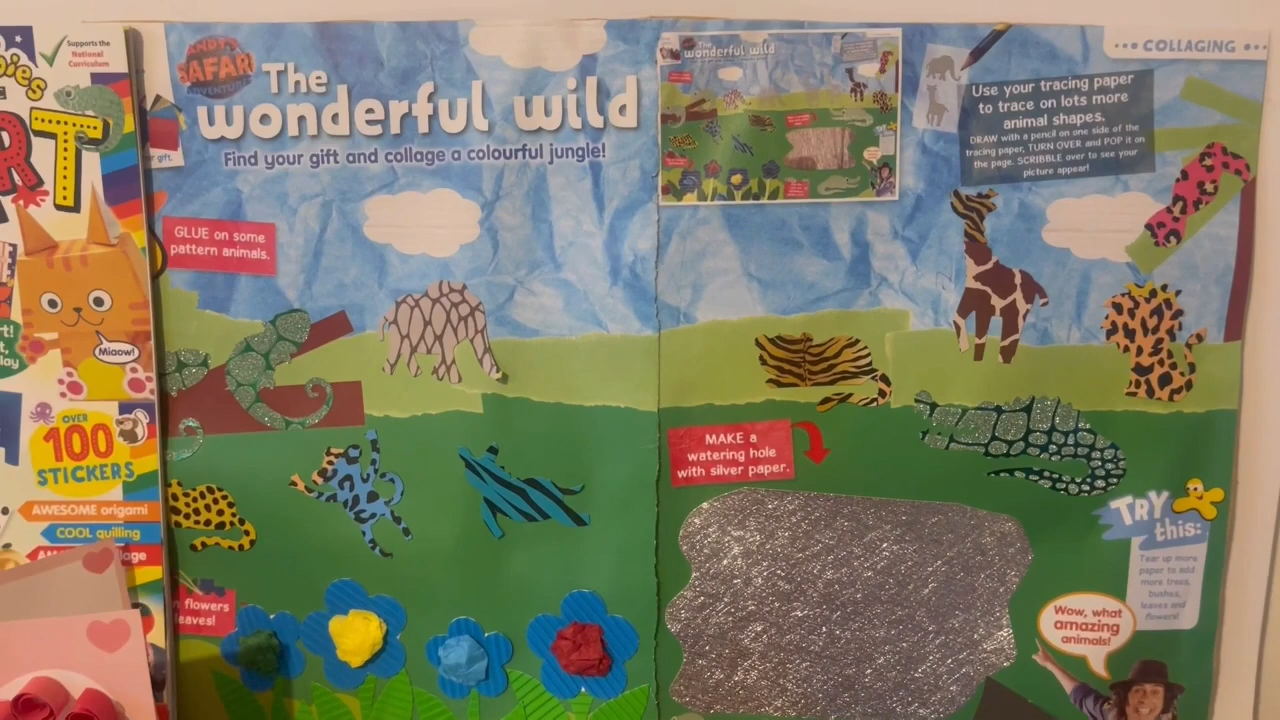 Supports the
National
Curriculum
ART
Miaow!
OVER
100
STICKERS
AWESOME origami
COOL quilling
ANDY'S
SAFARI
ADVENTURES
The
wonderful wild
Find your gift and collage a colourful jungle!
GLUE on some
pattern animals.
flowers
The
wonderful wild
COLLAGING
Use your tracing paper
to trace on lots more
animal shapes.
DRAW with a pencil on one side of the
tracing paper, TURN OVER and POP it on
the page. SCRIBBLE over to see your
picture appear!
MAKE a
watering hole
with silver paper.
TRY
this:
Tear up more
paper to add
more trees,
bushes,
leaves and
flowers!
Wow, what
amazing
animals!